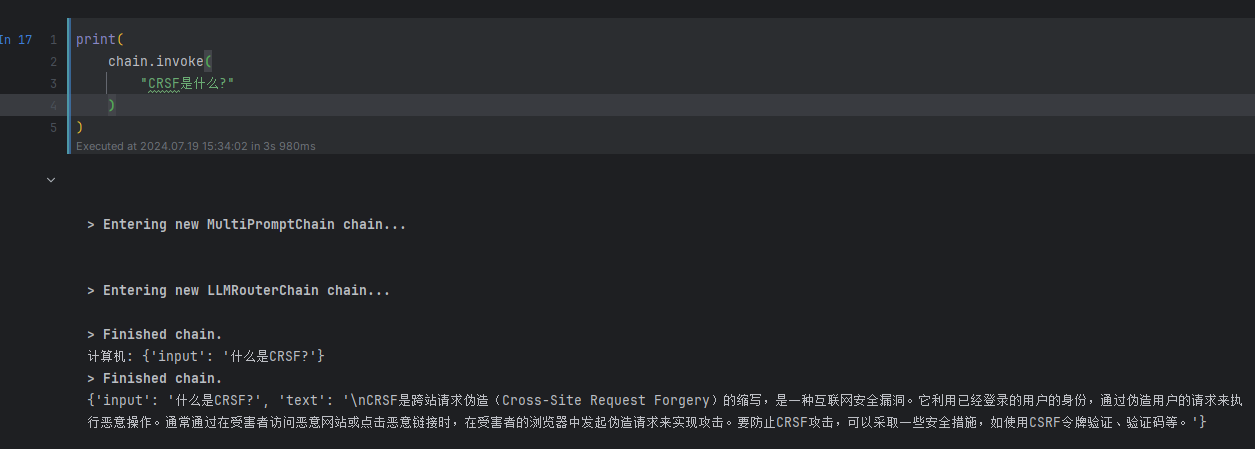 In 17
1 print(
2 chain.invoke(
3 "CRSF是什么?"
4 )
5 )
Executed at 2024.07.19 15:34:02 in 3s 980ms
> Entering new MultiPromptChain chain...
> Entering new LLMRouterChain chain...
> Finished chain.
计算机: {'input': '什么是CRSF?'}
> Finished chain.
{'input': '什么是CRSF?', 'text': '\nCRSF是跨站请求伪造（Cross-Site Request Forgery）的缩写，是一种互联网安全漏洞。它利用已经登录的用户的身份，通过伪造用户的请求来执
行恶意操作。通常通过在受害者访问恶意网站或点击恶意链接时，在受害者的浏览器中发起伪造请求来实现攻击。要防止CRSF攻击，可以采取一些安全措施，如使用CSRF令牌验证、验证码等。'}